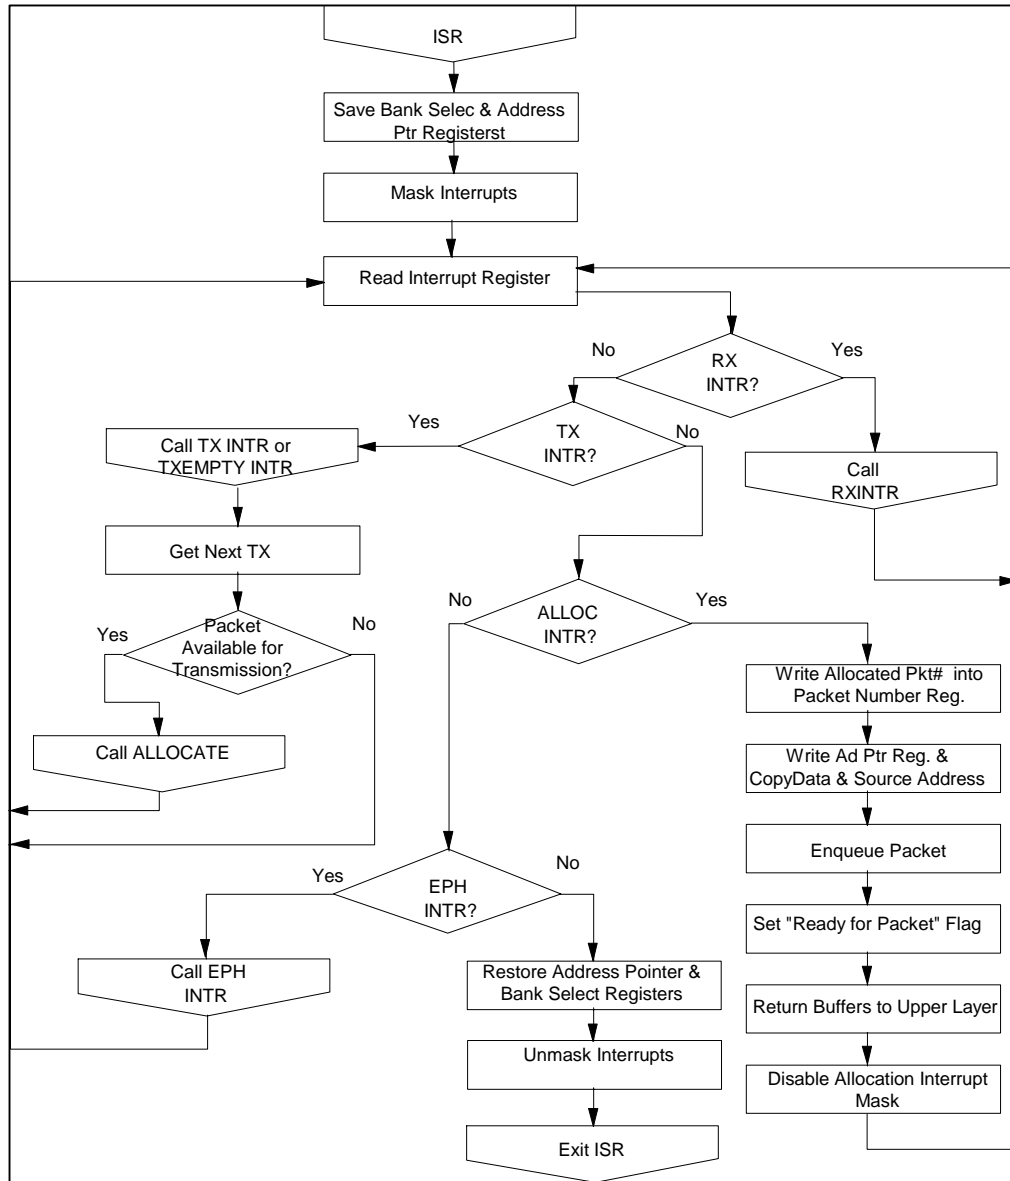 ISR
Save Bank Selec & Address
Ptr Registerst
Mask Interrupts
Read Interrupt Register
No
RX
INTR?
Yes
Yes
TX
INTR?
No
Call TX INTR or
TXEMPTY INTR
Call
RXINTR
Get Next TX
No
ALLOC
INTR?
Yes
Yes
Packet
Available for
Transmission?
No
Write Allocated Pkt# into
Packet Number Reg.
Call ALLOCATE
Write Ad Ptr Reg. &
CopyData & Source Address
Enqueue Packet
Yes
EPH
INTR?
No
Set "Ready for Packet" Flag
Call EPH
INTR
Restore Address Pointer &
Bank Select Registers
Return Buffers to Upper Layer
Unmask Interrupts
Disable Allocation Interrupt
Mask
Exit ISR